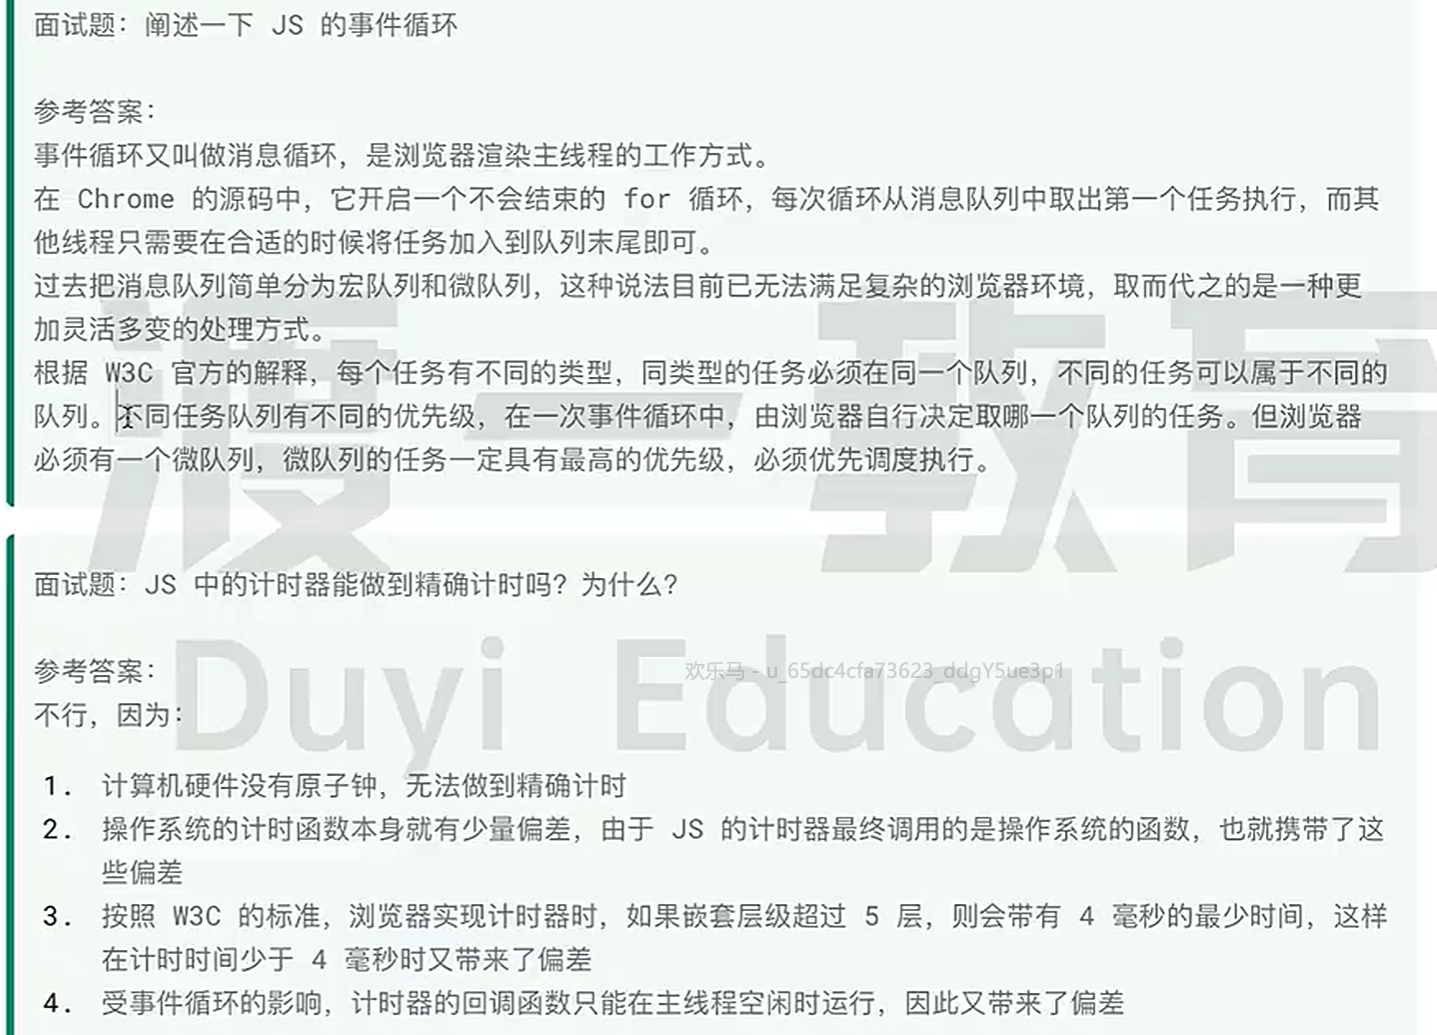 面试题：阐述一下 JS 的事件循环
参考答案：
事件循环又叫做消息循环，是浏览器渲染主线程的工作方式。
在 Chrome 的源码中，它开启一个不会结束的 for 循环，每次循环从消息队列中取出第一个任务执行，而其
他线程只需要在合适的时候将任务加入到队列末尾即可。
过去把消息队列简单分为宏队列和微队列，这种说法目前已无法满足复杂的浏览器环境，取而代之的是一种更
加灵活多变的处理方式。
根据 W3C 官方的解释，每个任务有不同的类型，同类型的任务必须在同一个队列，不同的任务可以属于不同的
队列。不同任务队列有不同的优先级，在一次事件循环中，由浏览器自行决定取哪一个队列的任务。但浏览器
必须有一个微队列，微队列的任务一定具有最高的优先级，必须优先调度执行。
渡一教育
面试题：JS 中的计时器能做到精确计时吗？为什么？
Duyi Education
参考答案：
欢乐马 - u_65dc4cfa73623_ddgY5ue3p1
不行，因为：
1. 计算机硬件没有原子钟，无法做到精确计时
2. 操作系统的计时函数本身就有少量偏差，由于 JS 的计时器最终调用的是操作系统的函数，也就携带了这
些偏差
3. 按照 W3C 的标准，浏览器实现计时器时，如果嵌套层级超过 5 层，则会带有 4 毫秒的最少时间，这样
在计时时间少于 4 毫秒时又带来了偏差
4. 受事件循环的影响，计时器的回调函数只能在主线程空闲时运行，因此又带来了偏差